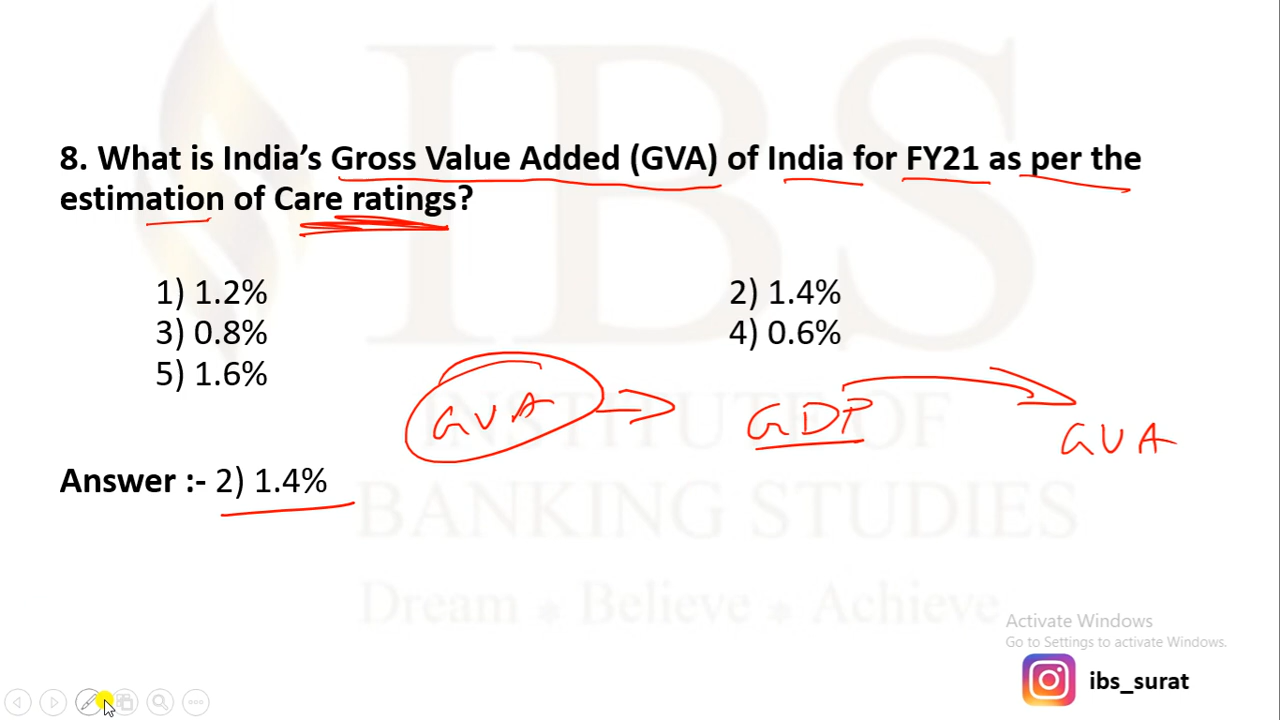 IBS
8. What is India’s Gross Value Added (GVA) of India for FY21 as per the
estimation of Care ratings?
1) 1.2%
2) 1.4%
3) 0.8%
4) 0.6%
5) 1.6%
GVA
GDP
GVA
INSTITUTE OF
Answer :- 2) 1.4%
BANKING STUDIES
Dream * Believe * Achieve
Activate Windows
Go to Settings to activate Windows.
ibs_surat